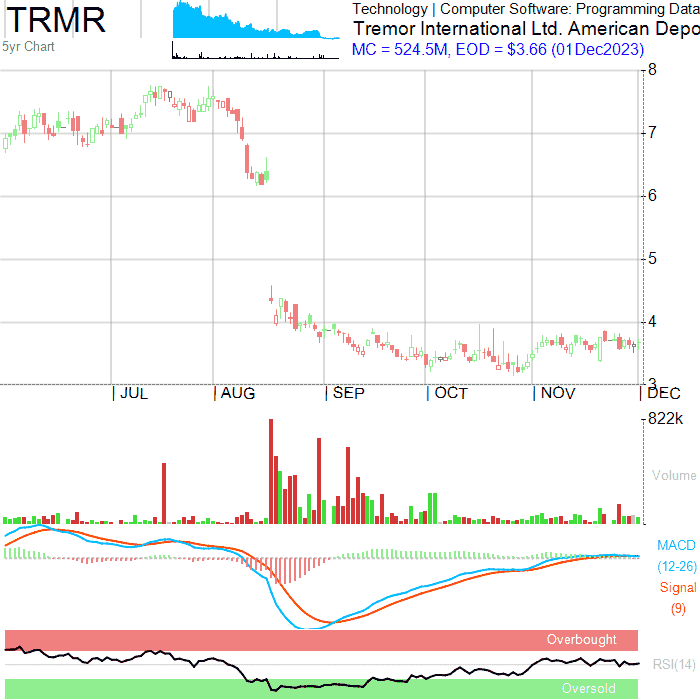 TRMR
5yr Chart
Technology | Computer Software: Programming Data
Tremor International Ltd. American Depo
MC = 524.5M, EOD = $3.66 (01Dec2023)
8
7
6
5
4
3
JUL AUG SEP OCT NOV DEC
822k
Volume
MACD
(12-26)
Signal
(9)
Overbought
RSI(14)
Oversold